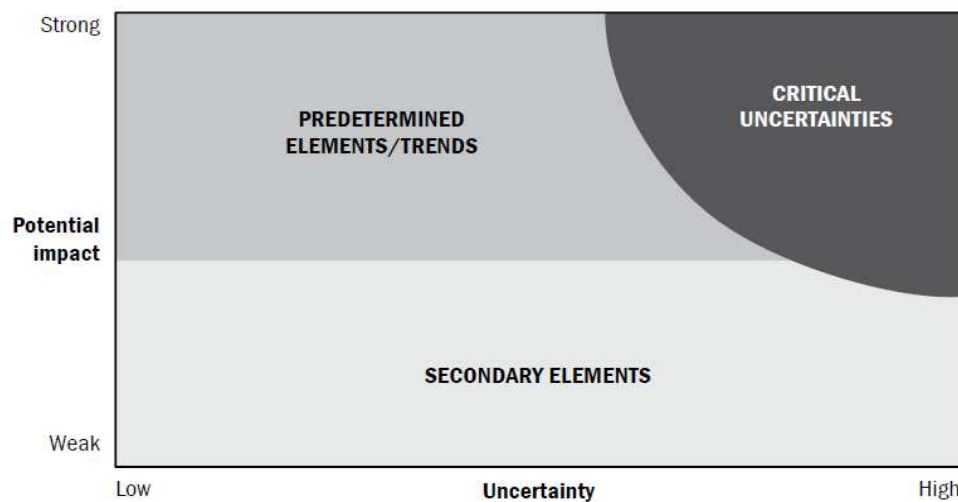 Strong
CRITICAL
UNCERTAINTIES
PREDETERMINED
ELEMENTS/TRENDS
Potential
impact
SECONDARY ELEMENTS
Weak
Low
Uncertainty
High